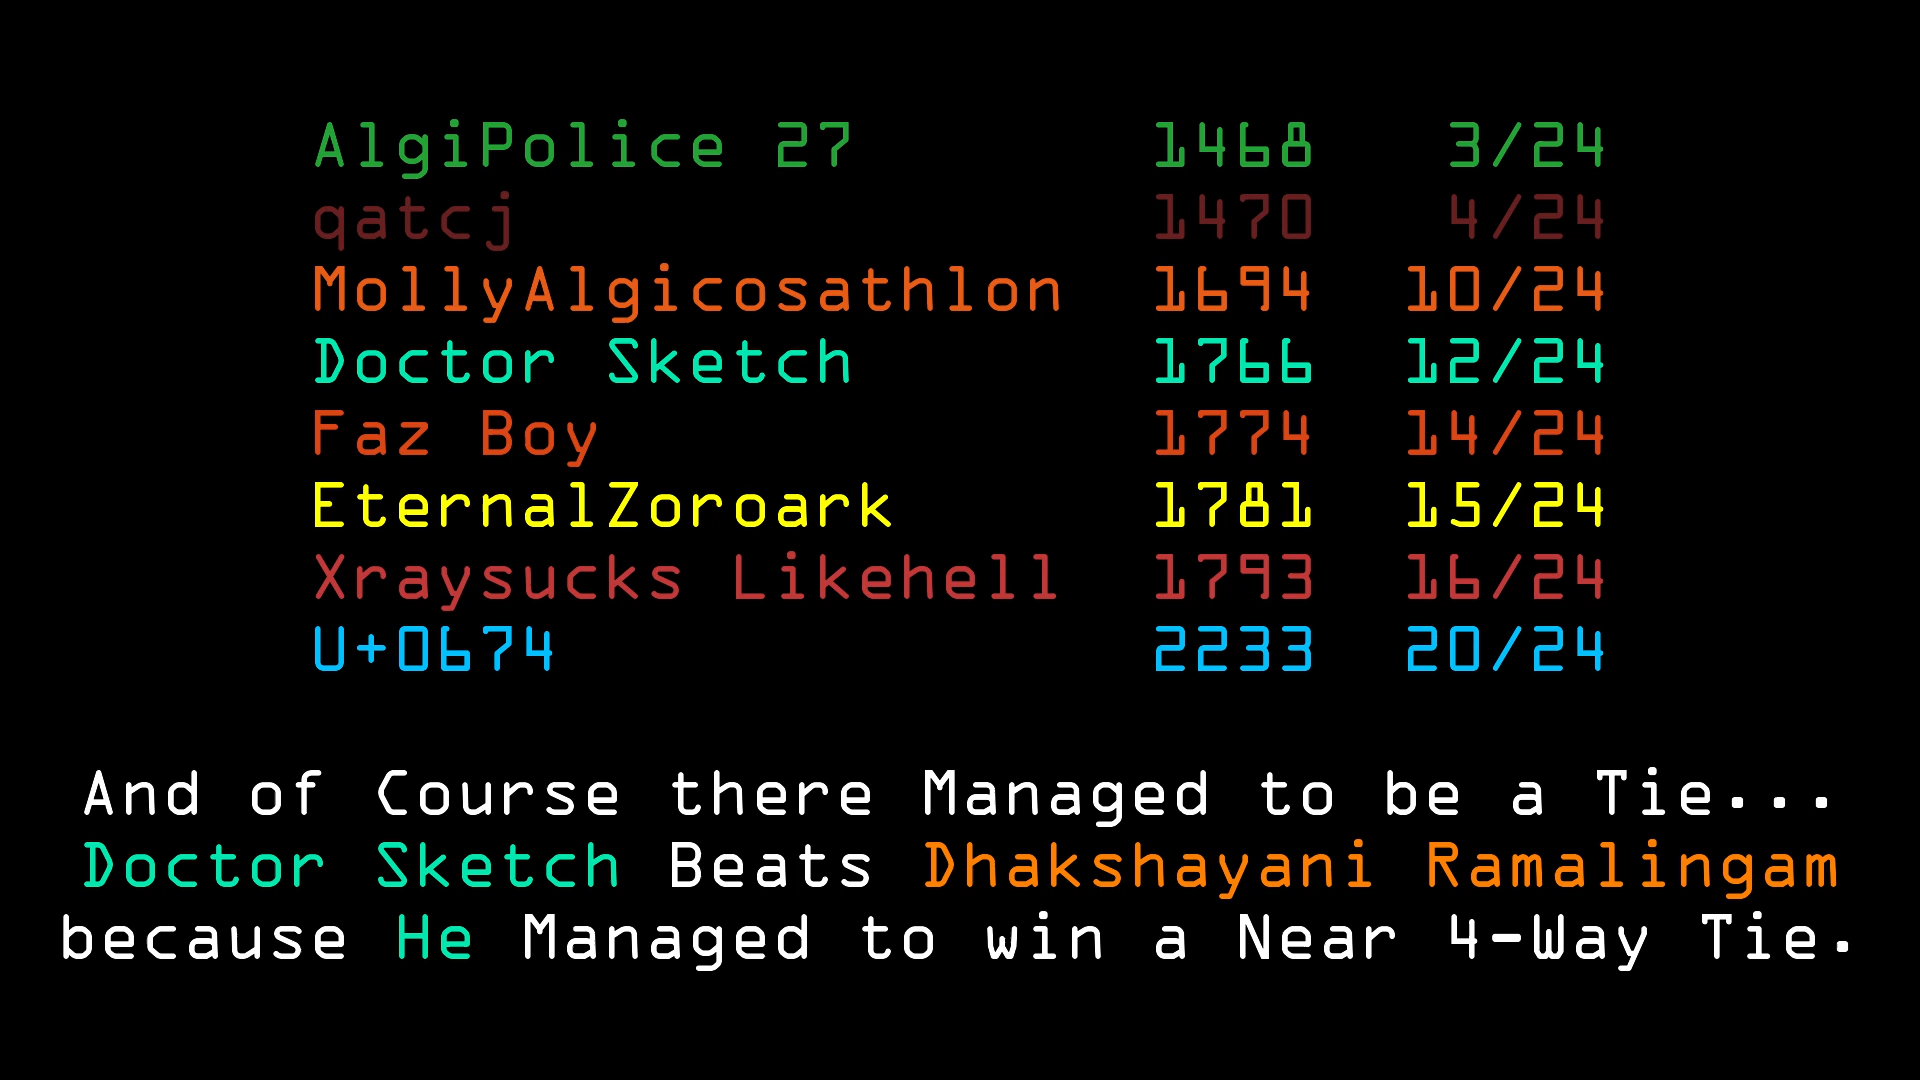 AlgiPolice 27 1468 3/24
qatcj 1470 4/24
MollyAlgicosathlon 1694 10/24
Doctor Sketch 1766 12/24
Faz Boy 1774 14/24
EternalZoroark 1781 15/24
Xraysucks Likehell 1793 16/24
U+0674 2233 20/24
And of Course there Managed to be a Tie...
Doctor Sketch Beats Dhakshayani Ramalingam
because He Managed to win a Near 4-Way Tie.